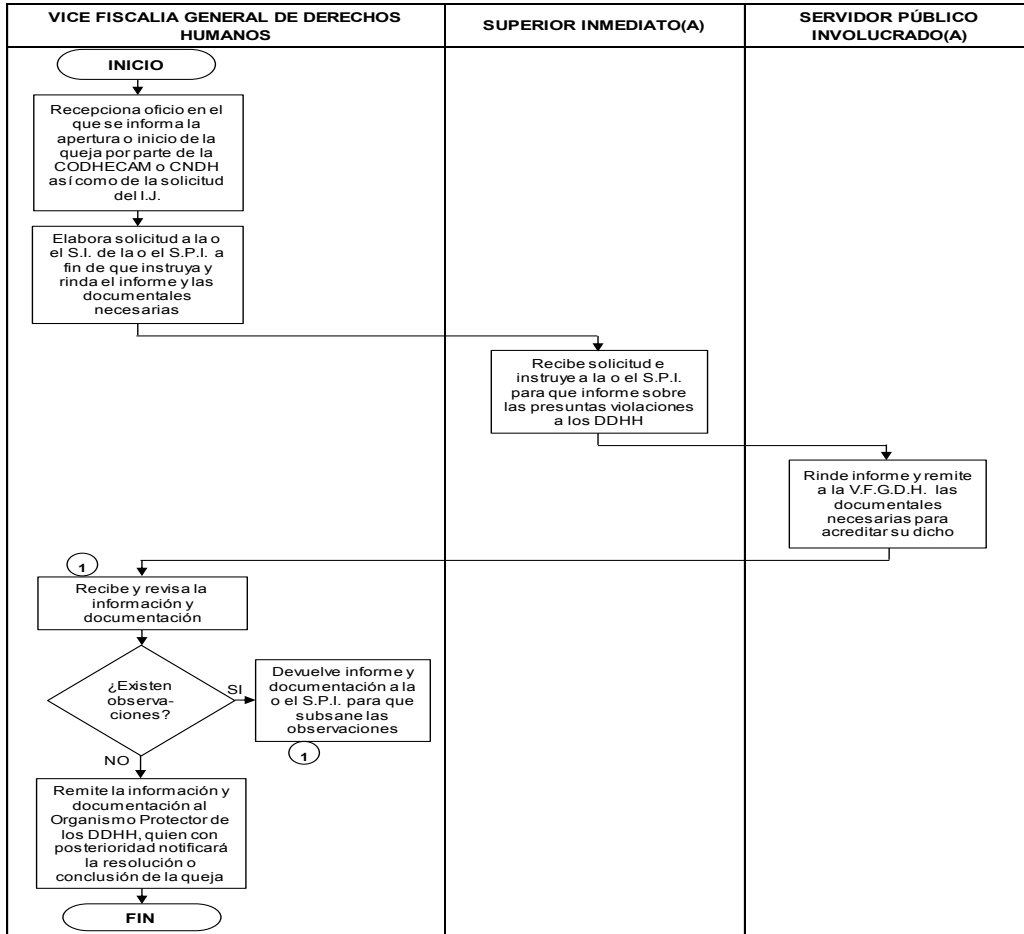 VICE FISCALIA GENERAL DE DERECHOS
HUMANOS
SUPERIOR INMEDIATO(A)
SERVIDOR PÚBLICO
INVOLUCRADO(A)
INICIO
Recepciona oficio en el
que se informa la
apertura o inicio de la
queja por parte de la
CODHECAM o CNDH
así como de la solicitud
del I.J.
Elabora solicitud a la o
el S.I. de la o el S.P.I. a
fin de que instruya y
rinda el informe y las
documentales
necesarias
Recibe solicitud e
instruye a la o el S.P.I.
para que informe sobre
las presuntas violaciones
a los DDHH
Rinde informe y remite
a la V.F.G.D.H. las
documentales
necesarias para
acreditar su dicho
1
Recibe y revisa la
información y
documentación
¿Existen
observa-
ciones?
SI
Devuelve informe y
documentación a la
o el S.P.I. para que
subsane las
observaciones
1
NO
Remite la información y
documentación al
Organismo Protector de
los DDHH, quien con
posterioridad notificará
la resolución o
conclusión de la queja
FIN